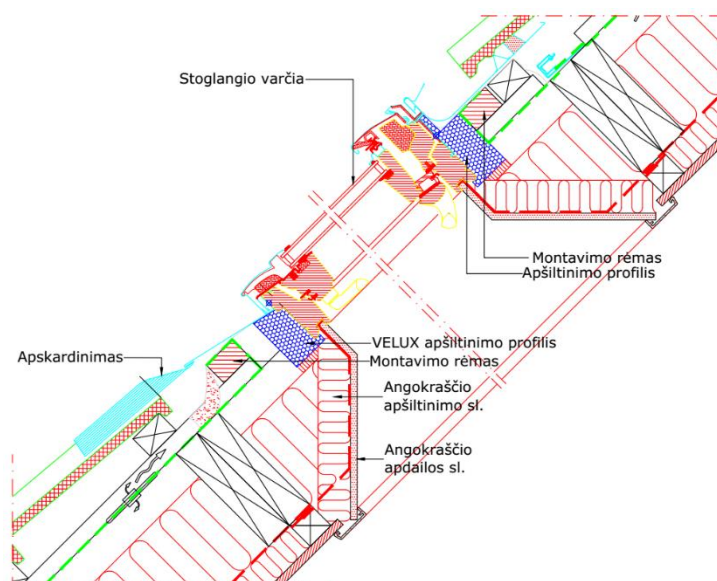 Stoglangio varčia
Montavimo rėmas
Apšiltinimo profilis
VELUX apšiltinimo profilis
Montavimo rėmas
Apskardinimas
Angokraščio
apšiltinimo sl.
Angokraščio
apdailos sl.